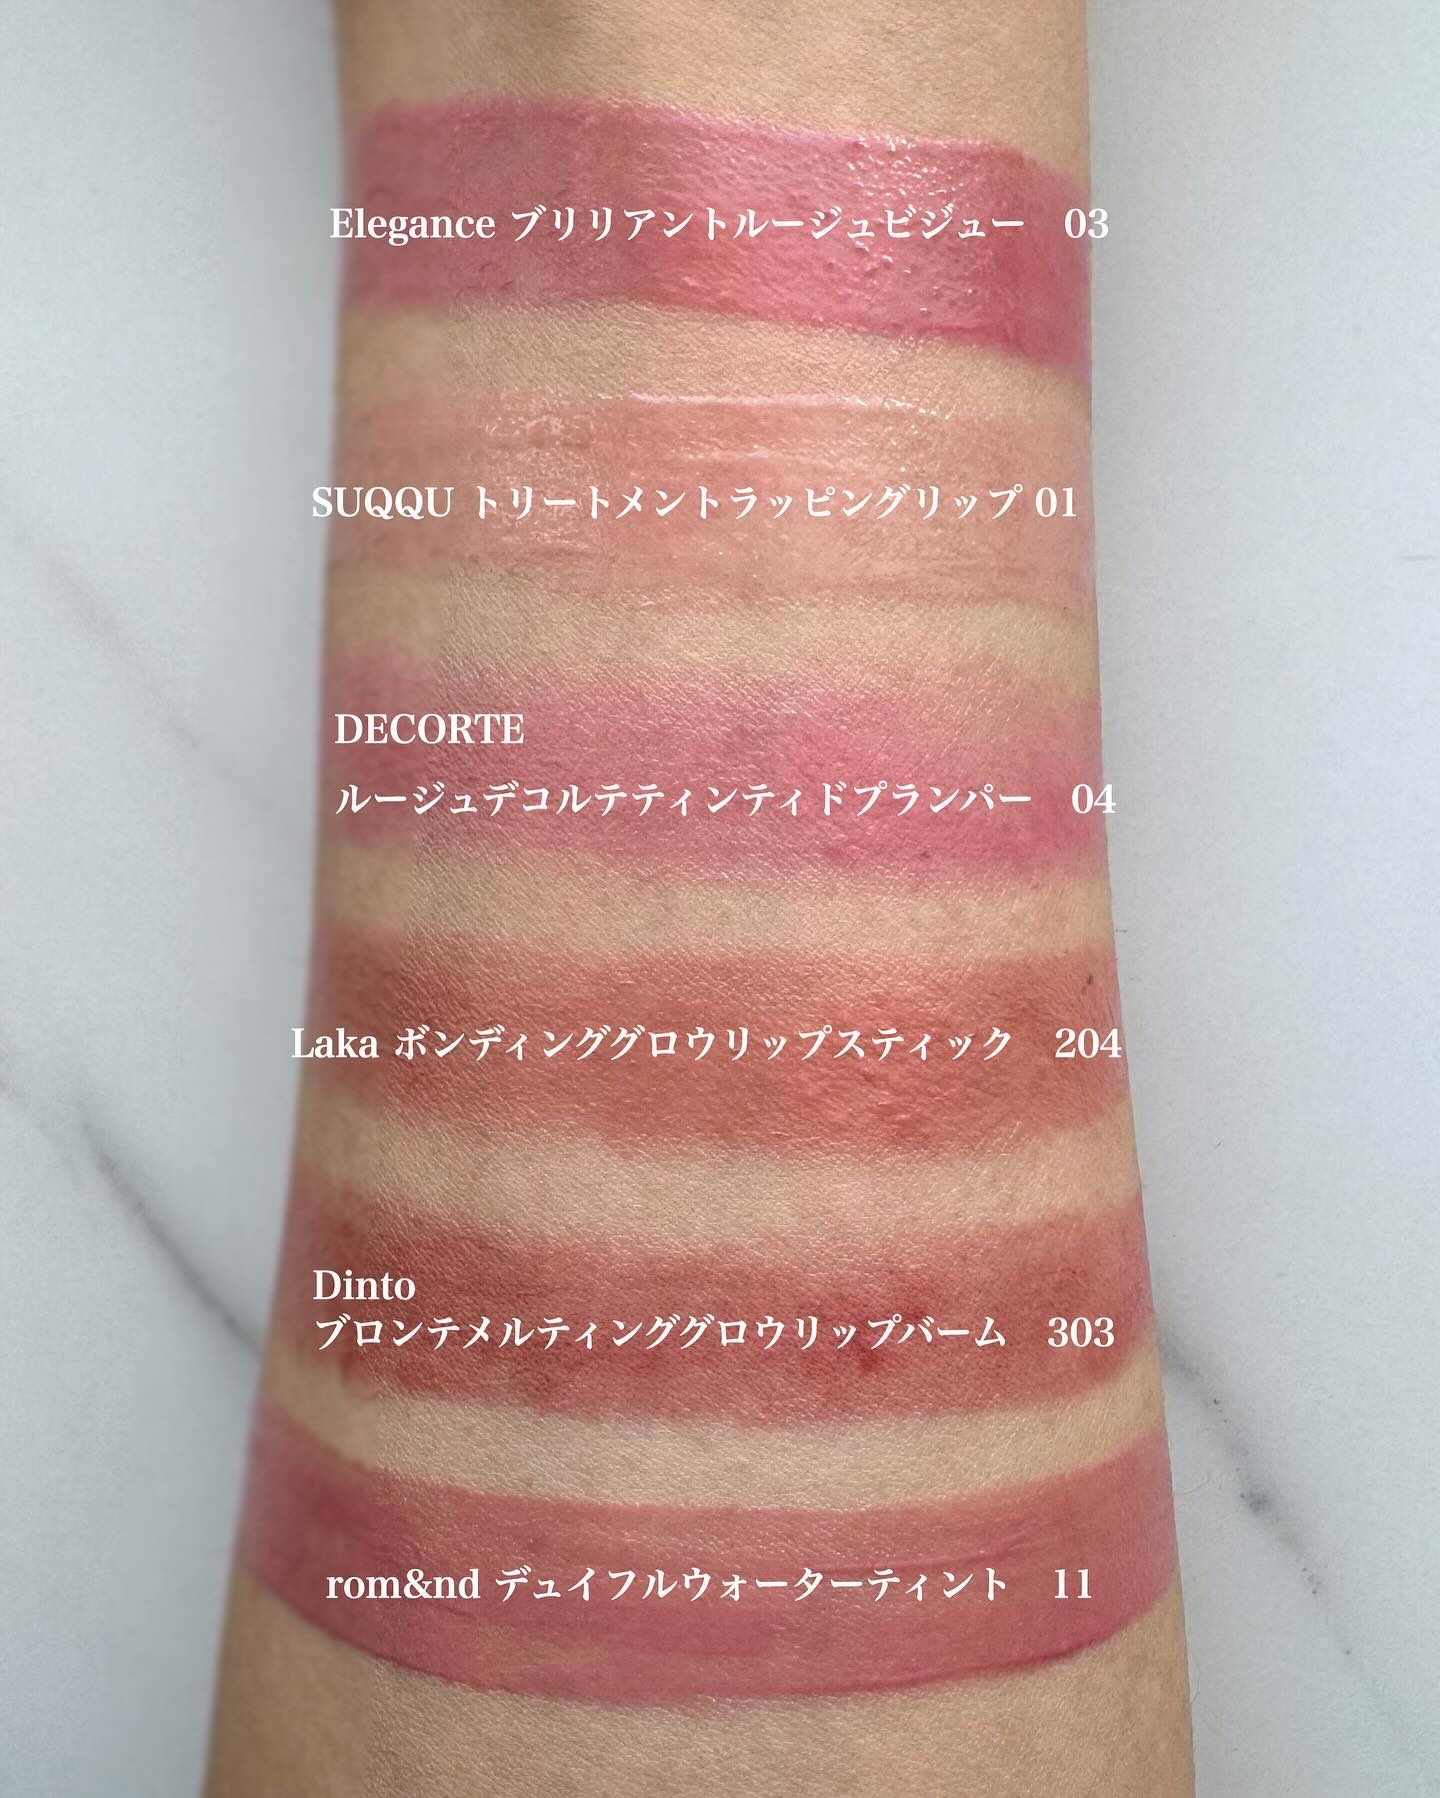 Elegance ブリリアントルージュビジュー　03
SUQQU トリートメントラッピングリップ 01
DECORTE
ルージュデコルテティンティドプランパー　04
Laka ボンディンググロウリップスティック　204
Dinto
ブロンテメルティンググロウリップバーム　303
rom&nd デュイフルウォーターティント　11